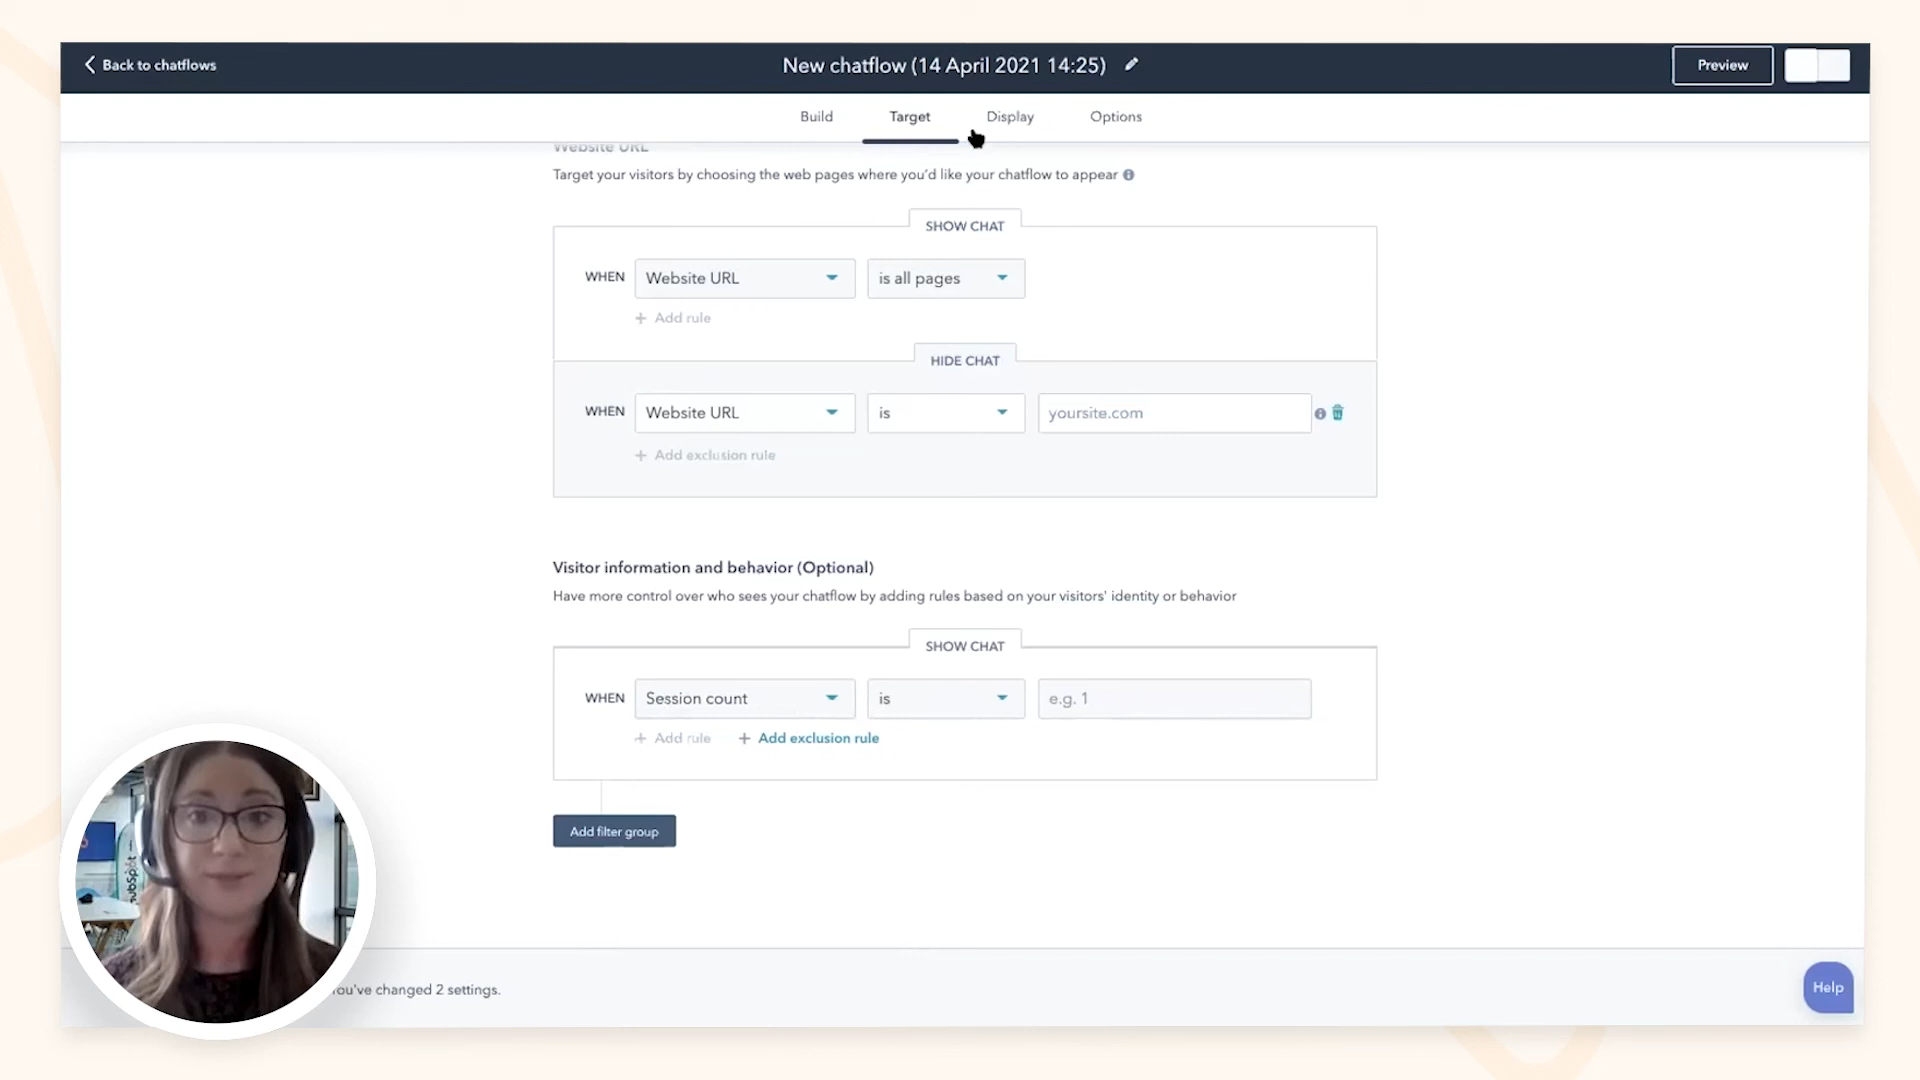 Back to chatflows
New chatflow (14 April 2021 14:25)
Preview
Build
Target
Display
Options
Website URL
Target your visitors by choosing the web pages where you'd like your chatflow to appear
SHOW CHAT
WHEN Website URL is all pages
+ Add rule
HIDE CHAT
WHEN Website URL is yoursite.com
+ Add exclusion rule
Visitor information and behavior (Optional)
Have more control over who sees your chatflow by adding rules based on your visitors' identity or behavior
SHOW CHAT
WHEN Session count is e.g. 1
+ Add rule + Add exclusion rule
Add filter group
HubSpot
You've changed 2 settings.
Help